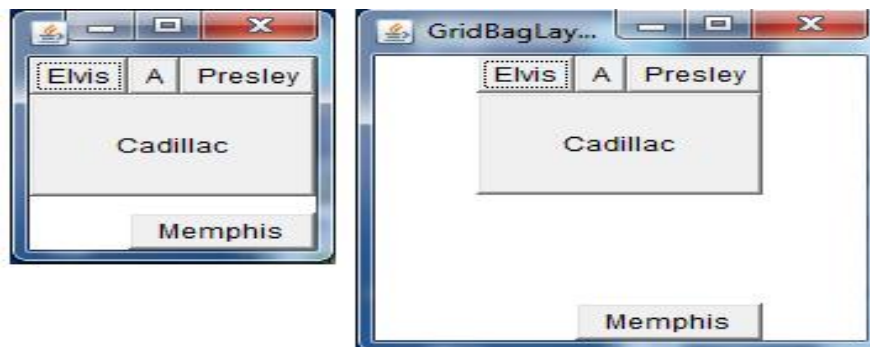 Elvis A Presley
Cadillac
Memphis
GridBagLay...
Elvis A Presley
Cadillac
Memphis